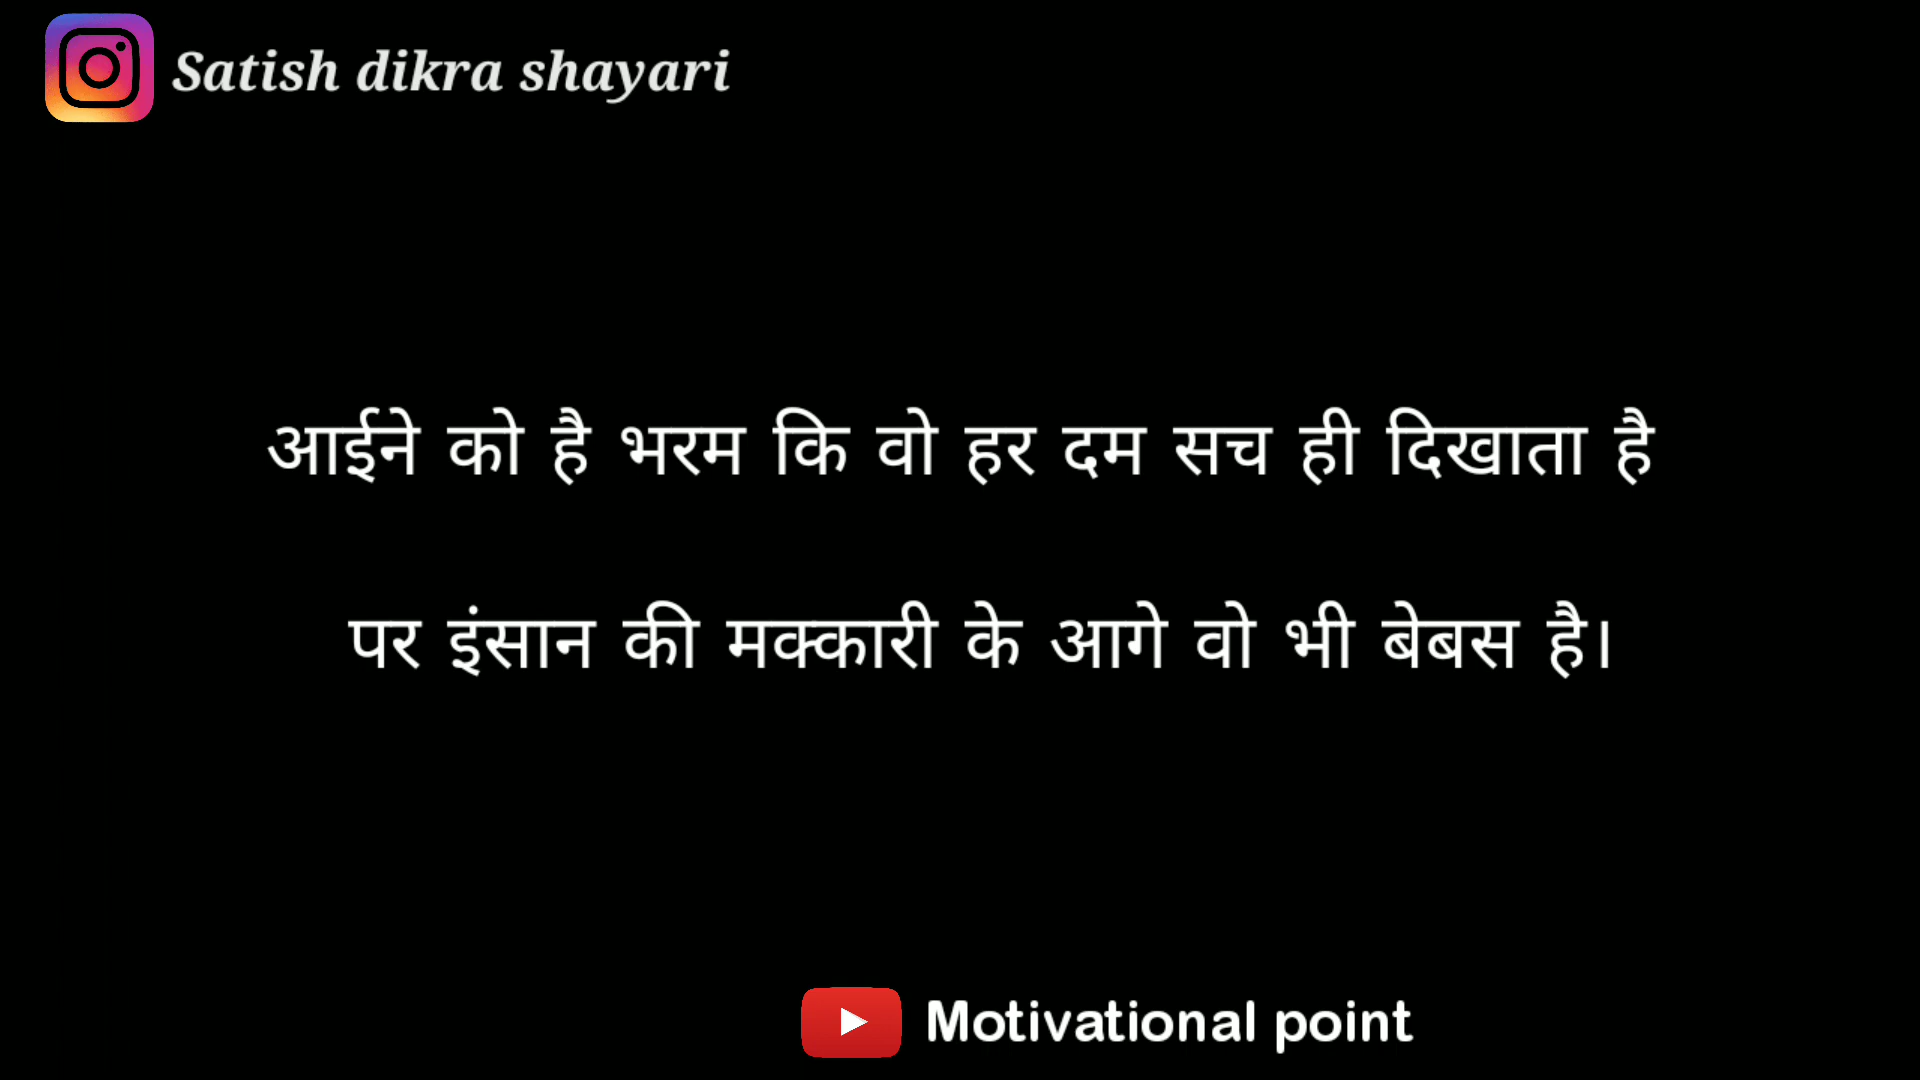 Satish dikra shayari
आईने को है भरम कि वो हर दम सच ही दिखाता है
पर इंसान की मक्कारी के आगे वो भी बेबस है।
Motivational point